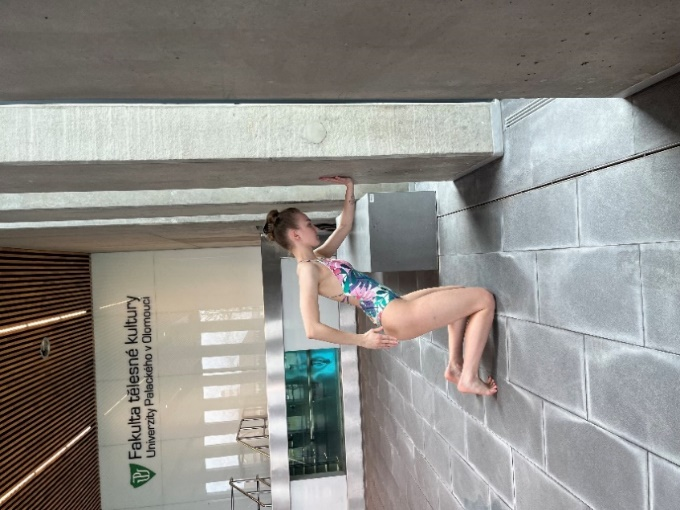 Fakulta tělesné kultury
Univerzity Palackého v Olomouci